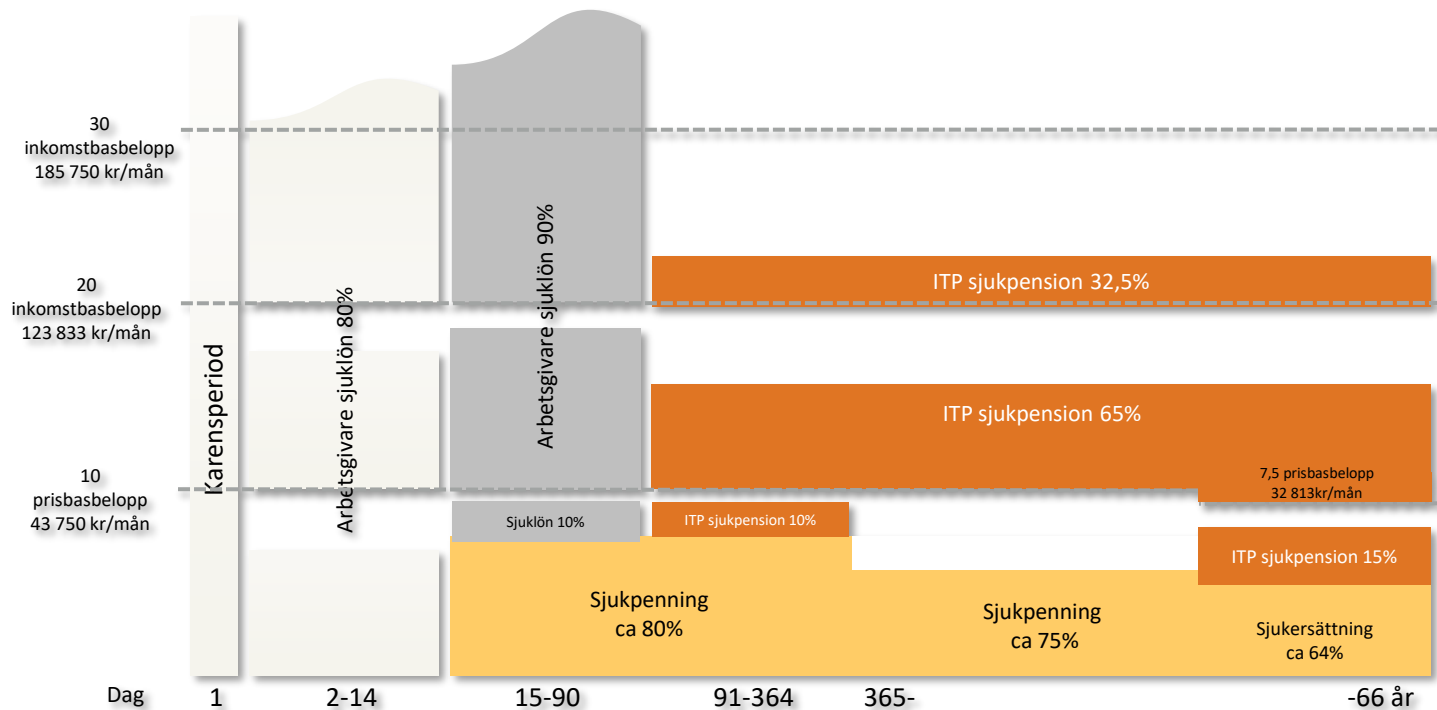 30
inkomstbasbelopp
185 750 kr/mån
20
inkomstbasbelopp
123 833 kr/mån
10
prisbasbelopp
43 750 kr/mån
Karensperiod
Arbetsgivare sjuklön 80%
Arbetsgivare sjuklön 90%
ITP sjukpension 32,5%
ITP sjukpension 65%
7,5 prisbasbelopp
32 813kr/mån
Sjuklön 10%
ITP sjukpension 10%
ITP sjukpension 15%
Sjukpenning
ca 80%
Sjukpenning
ca 75%
Sjukersättning
ca 64%
Dag 1 2-14 15-90 91-364 365- -66 år